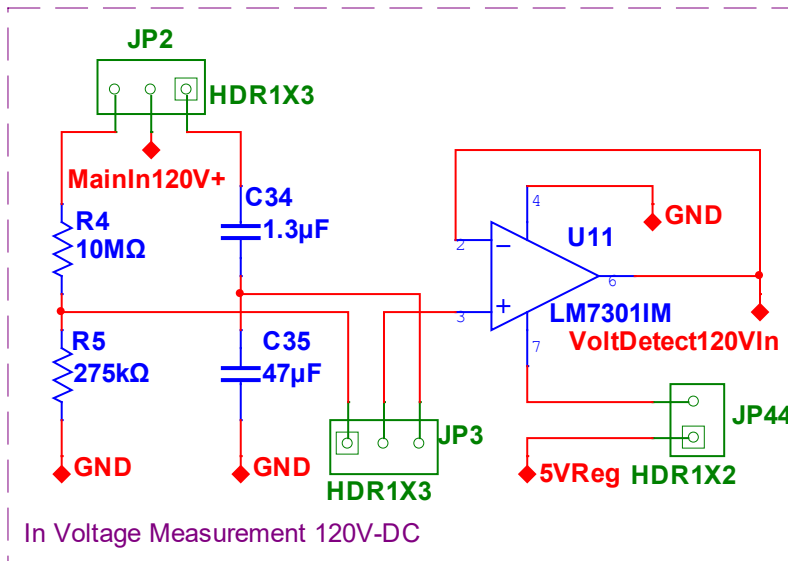 JP2
HDR1X3
MainIn120V+
C34
1.3µF
R4
10MΩ
4
GND
U11
2
6
3
LM7301IM
VoltDetect120VIn
7
R5
275kΩ
C35
47µF
JP3
JP44
GND
GND
HDR1X3
5VReg
HDR1X2
In Voltage Measurement 120V-DC